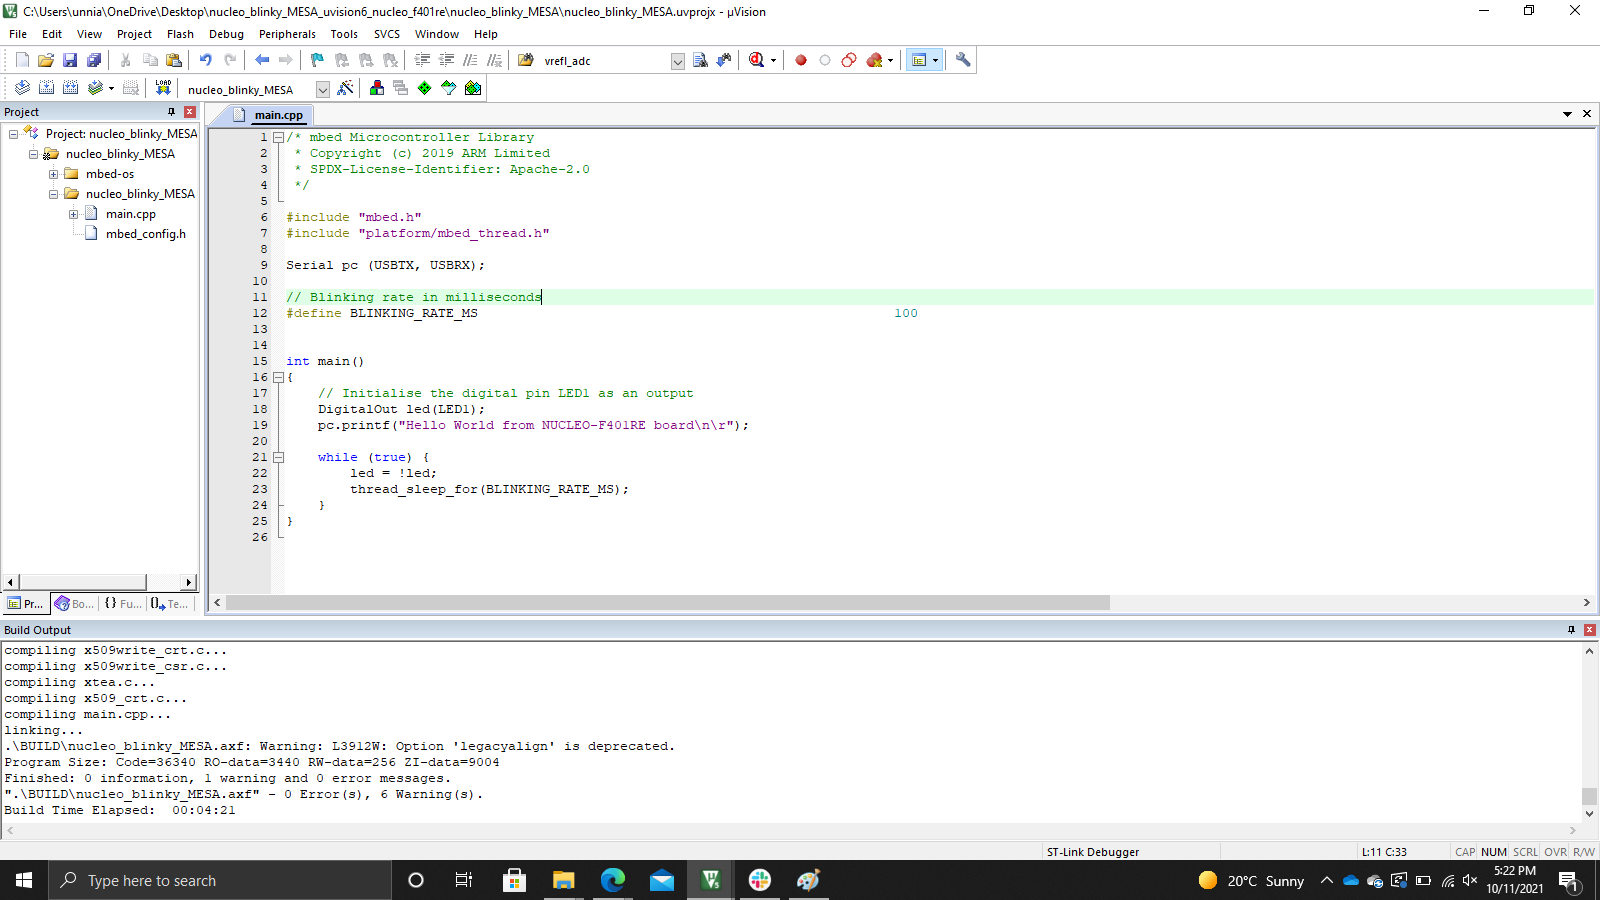 C:\Users\unnia\OneDrive\Desktop\nucleo_blinky_MESA_uvision6_nucleo_f401re\nucleo_blinky_MESA\nucleo_blinky_MESA.uvprojx - µVision
File Edit View Project Flash Debug Peripherals Tools SVCS Window Help
vrefl_adc
LOAD nucleo_blinky_MESA
Project
Project: nucleo_blinky_MESA
nucleo_blinky_MESA
mbed-os
nucleo_blinky_MESA
main.cpp
mbed_config.h
Pr... Bo... {} Fu... Te...
main.cpp
1 /* mbed Microcontroller Library
2 * Copyright (c) 2019 ARM Limited
3 * SPDX-License-Identifier: Apache-2.0
4 */
5
6 #include "mbed.h"
7 #include "platform/mbed_thread.h"
8
9 Serial pc (USBTX, USBRX);
10
11 // Blinking rate in milliseconds
12 #define BLINKING_RATE_MS 100
13
14
15 int main()
16 {
17 // Initialise the digital pin LED1 as an output
18 DigitalOut led(LED1);
19 pc.printf("Hello World from NUCLEO-F401RE board\n\r");
20
21 while (true) {
22 led = !led;
23 thread_sleep_for(BLINKING_RATE_MS);
24 }
25 }
26
Build Output
compiling x509write_crt.c...
compiling x509write_csr.c...
compiling xtea.c...
compiling x509_crt.c...
compiling main.cpp...
linking...
.\BUILD\nucleo_blinky_MESA.axf: Warning: L3912W: Option 'legacyalign' is deprecated.
Program Size: Code=36340 RO-data=3440 RW-data=256 ZI-data=9004
Finished: 0 information, 1 warning and 0 error messages.
".\BUILD\nucleo_blinky_MESA.axf" - 0 Error(s), 6 Warning(s).
Build Time Elapsed:  00:04:21
ST-Link Debugger L:11 C:33 CAP NUM SCRL OVR R/W
Type here to search 20°C Sunny 5:22 PM
10/11/2021 1